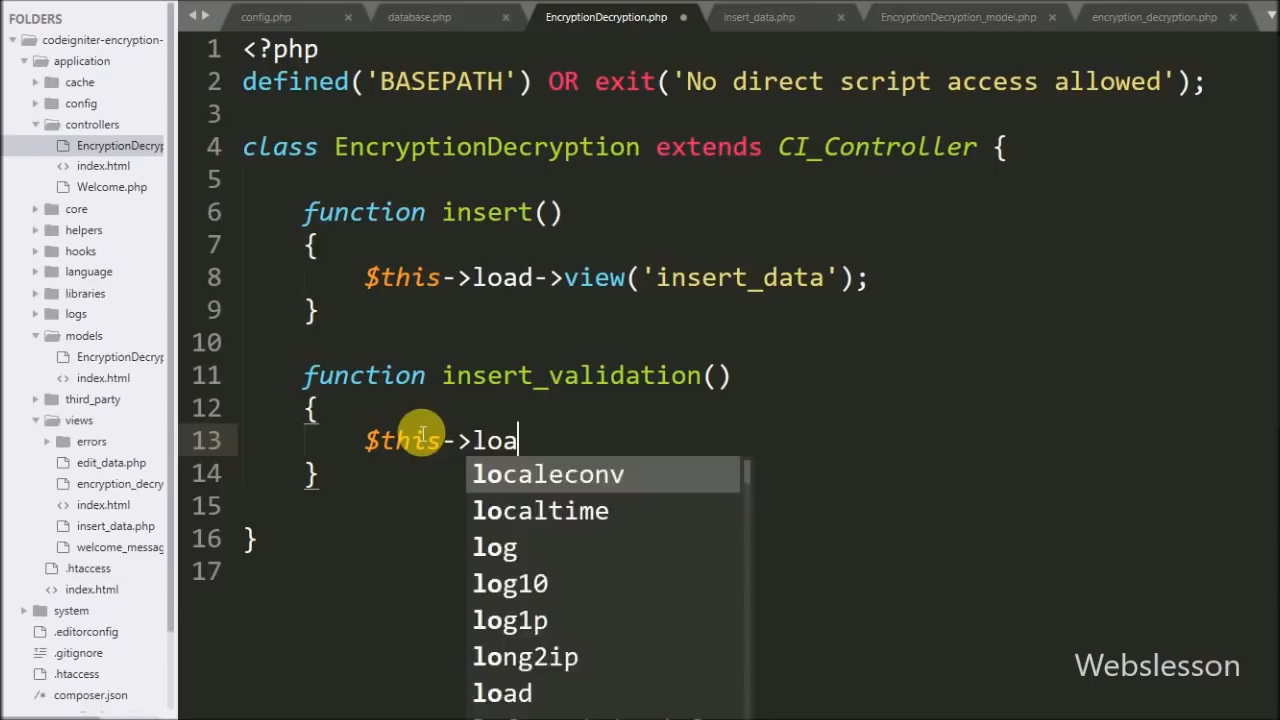 FOLDERS
codeigniter-encryption-
application
cache
config
controllers
EncryptionDecryp
index.html
Welcome.php
core
helpers
hooks
language
libraries
logs
models
EncryptionDecryp
index.html
third_party
views
errors
edit_data.php
encryption_decry
index.html
insert_data.php
welcome_messag
.htaccess
index.html
system
.editorconfig
.gitignore
.htaccess
composer.json
config.php
database.php
EncryptionDecryption.php
insert_data.php
EncryptionDecryption_model.php
encryption_decryption.php
1 <?php
2 defined('BASEPATH') OR exit('No direct script access allowed');
3
4 class EncryptionDecryption extends CI_Controller {
5
6 function insert()
7 {
8 $this->load->view('insert_data');
9 }
10
11 function insert_validation()
12 {
13 $this->loa
14 }
15
16 }
17
localeconv
localtime
log
log10
log1p
long2ip
load
Webslesson